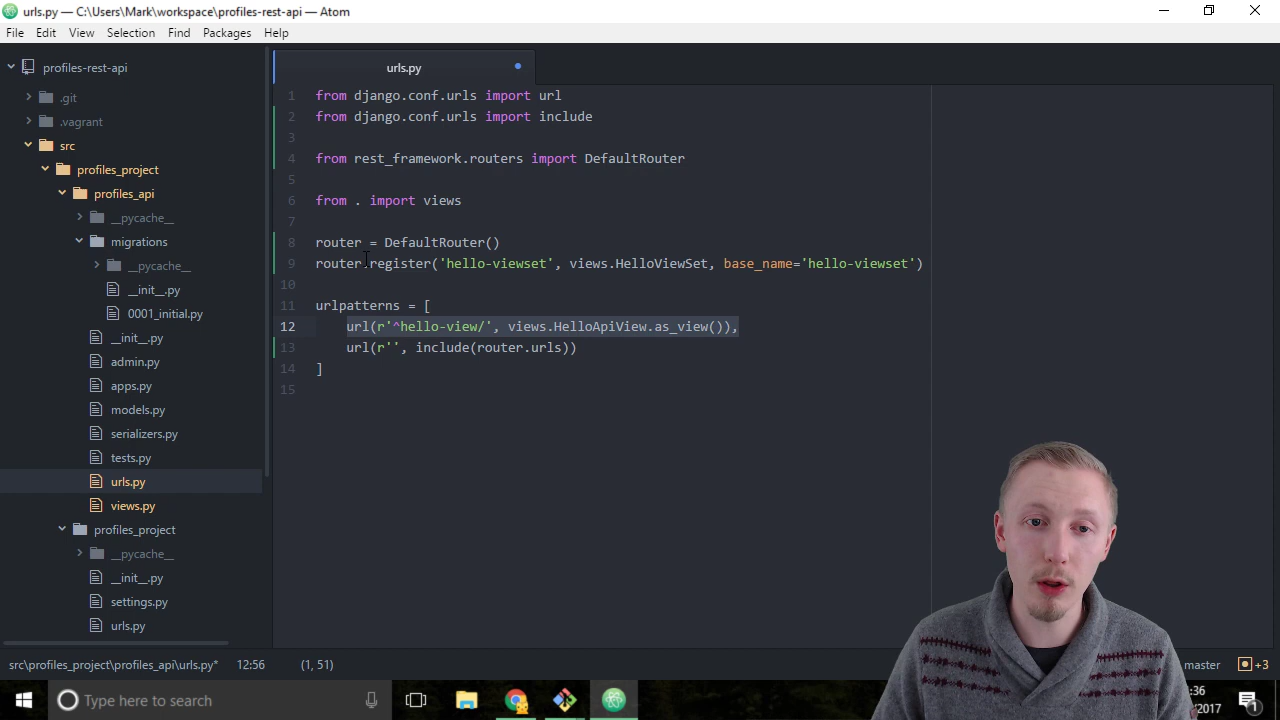 urls.py — C:\Users\Mark\workspace\profiles-rest-api — Atom
File Edit View Selection Find Packages Help
profiles-rest-api
.git
.vagrant
src
profiles_project
profiles_api
__pycache__
migrations
__pycache__
__init__.py
0001_initial.py
__init__.py
admin.py
apps.py
models.py
serializers.py
tests.py
urls.py
views.py
profiles_project
__pycache__
__init__.py
settings.py
urls.py
urls.py
1 from django.conf.urls import url
2 from django.conf.urls import include
3
4 from rest_framework.routers import DefaultRouter
5
6 from . import views
7
8 router = DefaultRouter()
9 router.register('hello-viewset', views.HelloViewSet, base_name='hello-viewset')
10
11 urlpatterns = [
12 url(r'^hello-view/', views.HelloApiView.as_view()),
13 url(r'', include(router.urls))
14 ]
15
src\profiles_project\profiles_api\urls.py* 12:56 (1, 51) master +3
Type here to search
:36
/2017
1